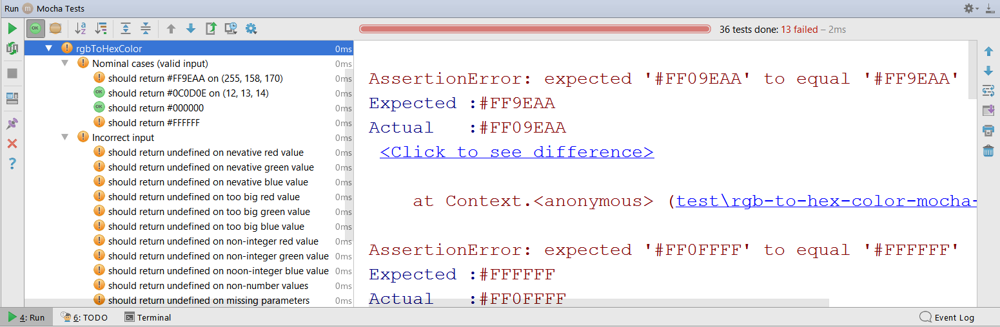 Run m Mocha Tests
OK
a
z
36 tests done: 13 failed – 2ms
rgbToHexColor 0ms
Nominal cases (valid input) 0ms
should return #FF9EAA on (255, 158, 170) 0ms
OK should return #0C0D0E on (12, 13, 14) 0ms
OK should return #000000 0ms
should return #FFFFFF 0ms
Incorrect input 0ms
should return undefined on nevative red value 0ms
should return undefined on nevative green value 0ms
should return undefined on nevative blue value 0ms
should return undefined on too big red value 0ms
should return undefined on too big green value 0ms
should return undefined on too big blue value 0ms
should return undefined on non-integer red value 0ms
should return undefined on non-integer green value 0ms
should return undefined on noon-integer blue value 0ms
should return undefined on non-number values 0ms
should return undefined on missing parameters 0ms
AssertionError: expected '#FF09EAA' to equal '#FF9EAA'
Expected :#FF9EAA
Actual :#FF09EAA
<Click to see difference>
at Context.<anonymous> (test\rgb-to-hex-color-mocha-
AssertionError: expected '#FF0FFFF' to equal '#FFFFFF'
Expected :#FFFFFF
Actual :#FF0FFFF
4: Run 6: TODO Terminal Event Log